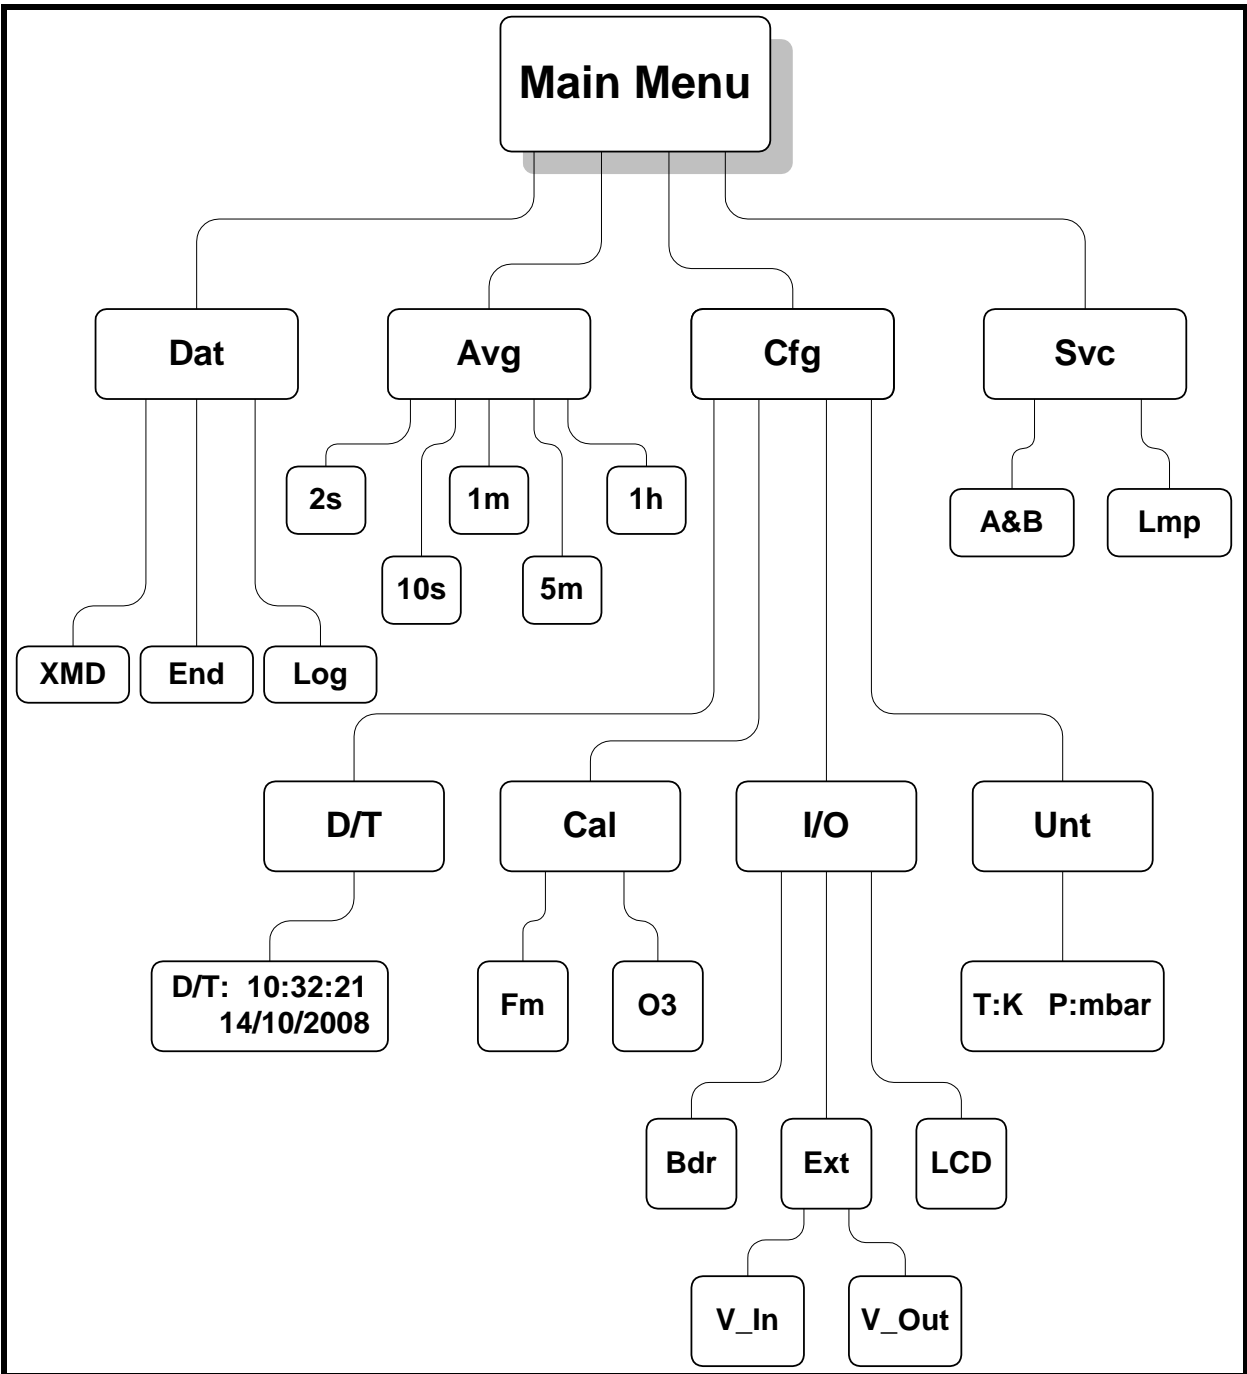 Main Menu
Dat
Avg
Cfg
Svc
2s
1m
1h
A&B
Lmp
10s
5m
XMD
End
Log
D/T
Cal
I/O
Unt
D/T:  10:32:21
14/10/2008
Fm
O3
T:K   P:mbar
Bdr
Ext
LCD
V_In
V_Out